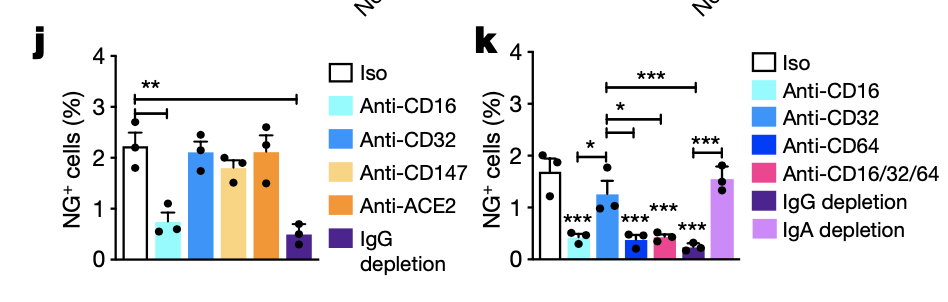 j
NG⁺ cells (%)
4
3
2
1
0
**
Iso
Anti-CD16
Anti-CD32
Anti-CD147
Anti-ACE2
IgG
depletion
k
NG⁺ cells (%)
4
3
2
1
0
***
*
*
***
***
***
***
***
Iso
Anti-CD16
Anti-CD32
Anti-CD64
Anti-CD16/32/64
IgG depletion
IgA depletion